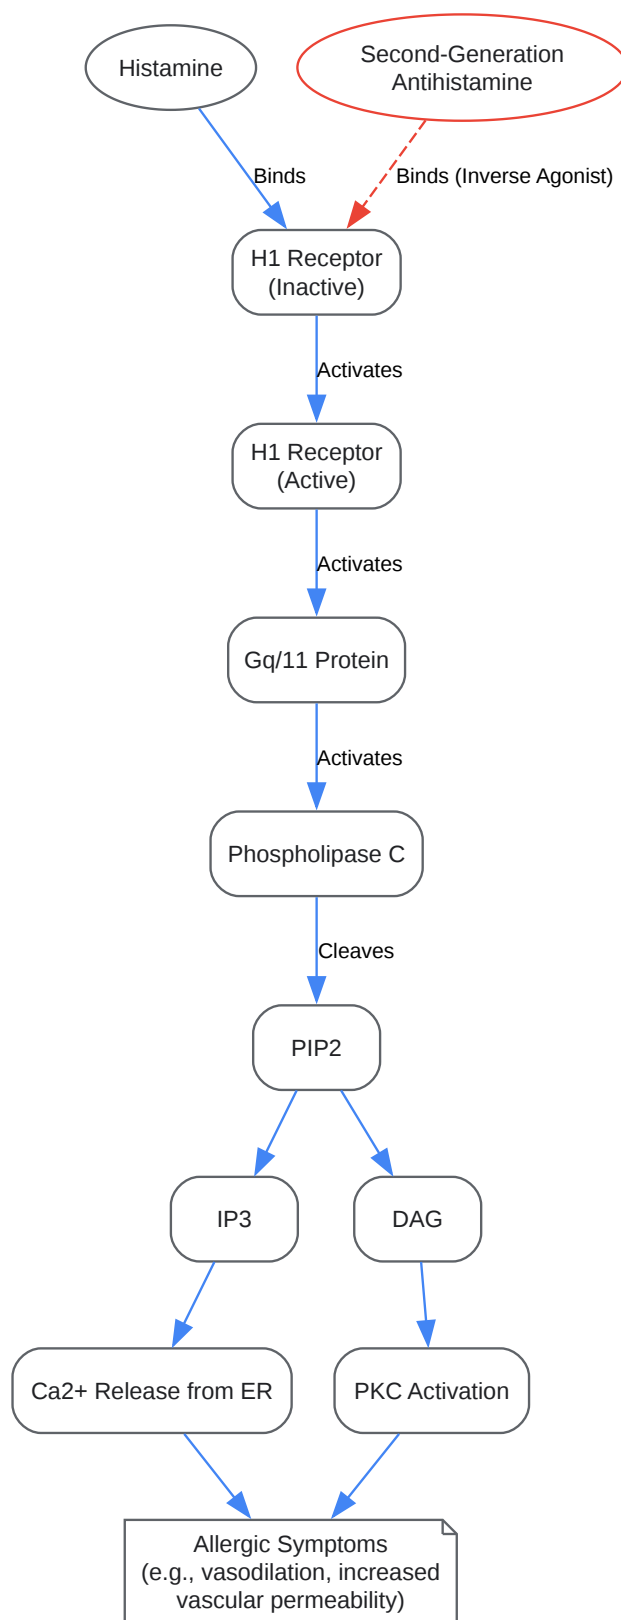 Histamine
Second-Generation
Antihistamine
Binds
Binds (Inverse Agonist)
H1 Receptor
(Inactive)
Activates
H1 Receptor
(Active)
Activates
Gq/11 Protein
Activates
Phospholipase C
Cleaves
PIP2
IP3
DAG
Ca2+ Release from ER
PKC Activation
Allergic Symptoms
(e.g., vasodilation, increased
vascular permeability)